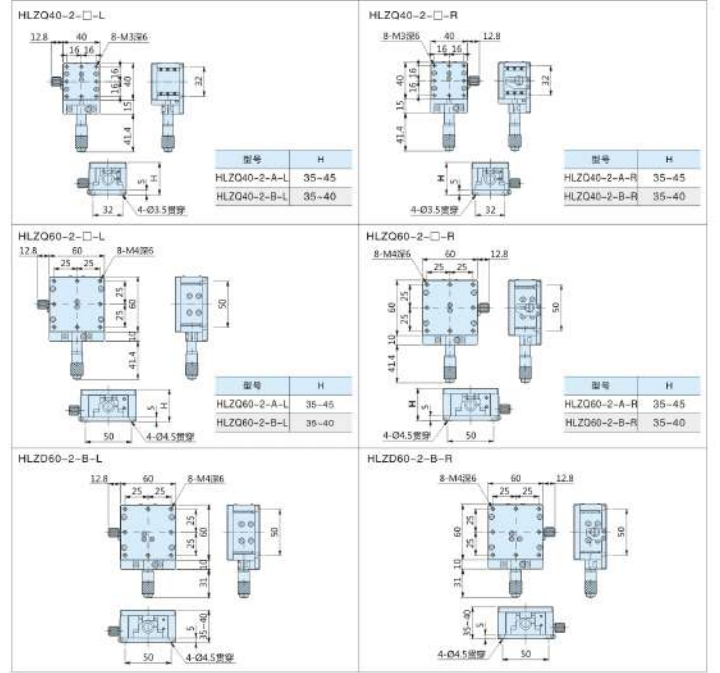 HLZQ40-2-□-L
12.8
40
8-M3深6
16 16
16 16
40
15
41.4
32
H
5
32
4-Ø3.5贯穿
型号 H
HLZQ40-2-A-L 35~45
HLZQ40-2-B-L 35~40
HLZQ40-2-□-R
8-M3深6
40
12.8
16 16
16 16
40
15
41.4
32
H
5
4-Ø3.5贯穿
32
型号 H
HLZQ40-2-A-R 35~45
HLZQ40-2-B-R 35~40
HLZQ60-2-□-L
12.8
60
8-M4深6
25 25
25 25
60
10
41.4
50
H
5
50
4-Ø4.5贯穿
型号 H
HLZQ60-2-A-L 35~45
HLZQ60-2-B-L 35~40
HLZQ60-2-□-R
8-M4深6
60
12.8
25 25
25 25
60
10
41.4
50
H
5
4-Ø4.5贯穿
50
型号 H
HLZQ60-2-A-R 35~45
HLZQ60-2-B-R 35~40
HLZD60-2-B-L
12.8
60
8-M4深6
25 25
25 25
60
10
31
50
35~40
5
50
4-Ø4.5贯穿
HLZD60-2-B-R
8-M4深6
60
12.8
25 25
25 25
60
10
31
50
35~40
5
4-Ø4.5贯穿
50